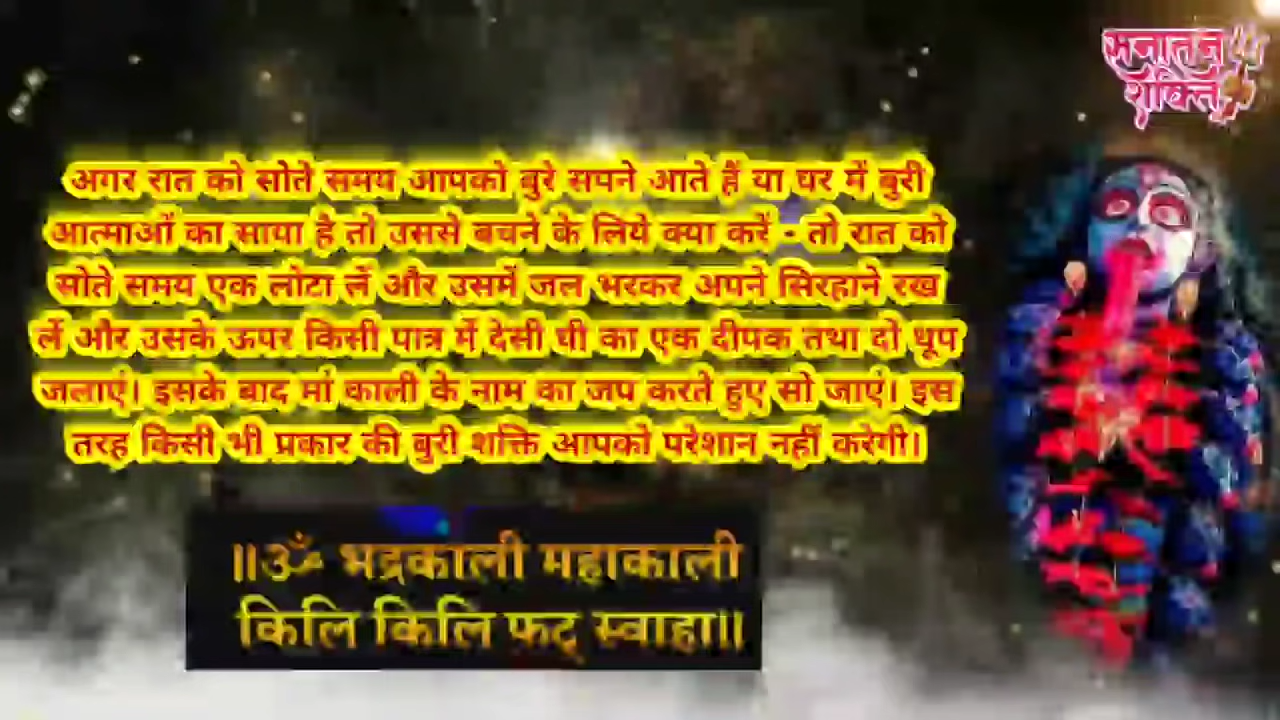 सनातन
शक्ति
अगर रात को सोते समय आपको बुरे सपने आते हैं या घर में बुरी
आत्माओं का साया है तो उससे बचने के लिये क्या करें - तो रात को
सोते समय एक लोटा लें और उसमें जल भरकर अपने सिरहाने रख
लें और उसके ऊपर किसी पात्र में देसी घी का एक दीपक तथा दो धूप
जलाएं। इसके बाद मां काली के नाम का जप करते हुए सो जाएं। इस
तरह किसी भी प्रकार की बुरी शक्ति आपको परेशान नहीं करेगी।
॥ॐ भद्रकाली महाकाली
किलि किलि फट् स्वाहा॥